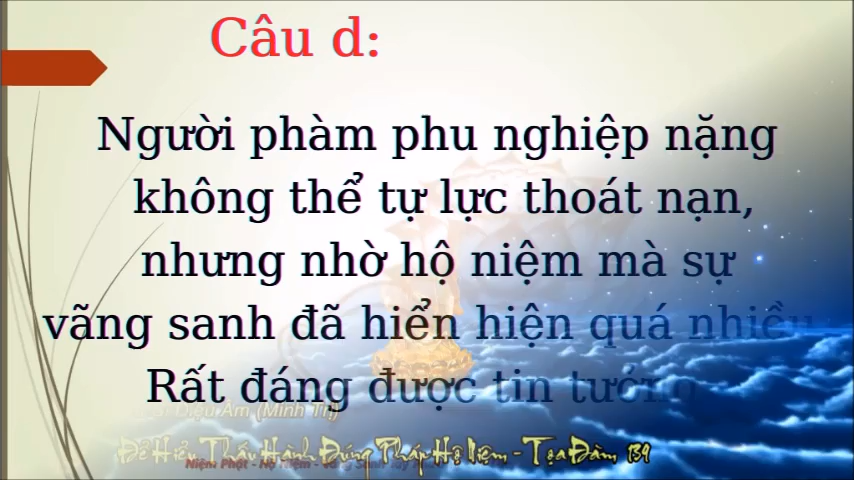 Câu d:
Người phàm phu nghiệp nặng
không thể tự lực thoát nạn,
nhưng nhờ hộ niệm mà sự
vãng sanh đã hiển hiện quá nhiều
Rất đáng được tin tưởng
Diệu Âm (Minh Trị)
Để Hiểu Thấu Hành Đúng Pháp Hộ Niệm - Tọa Đàm 139
Niệm Phật - Hộ Niệm - Vãng Sanh Tây